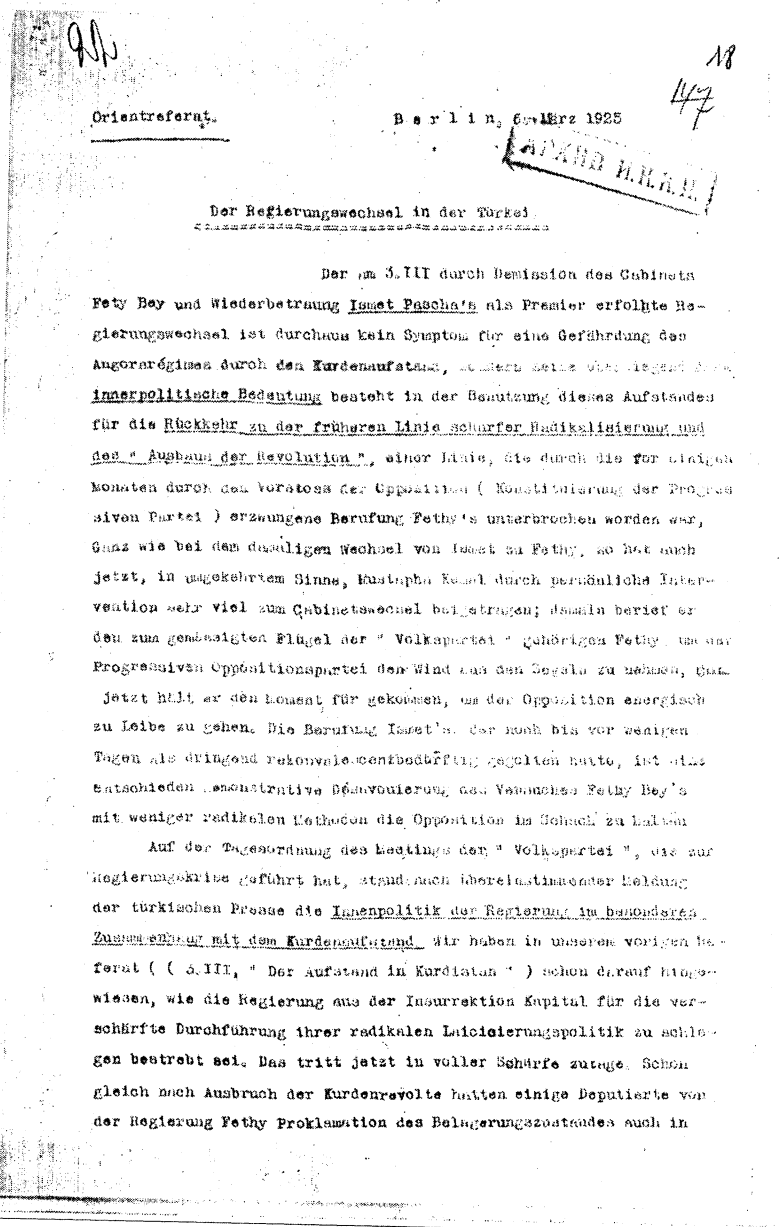 22
18
47
Orientreferat. B e r l i n, 6. März 1925
АРХИВ И.К.К.И.
Der Regierungswechsel in der Türkei
Der am 3.III durch Demission des Cabinets
Fety Bey und Wiederbetraung Ismet Pascha's als Premier erfolhte Re-
gierungswechsel ist durchaus kein Symptom für eine Gefährdung des
Angorarégimes durch den Kurdenaufstand, sondern seine überwiegend
innerpolitische Bedeutung besteht in der Benutzung dieses Aufstandes
für die Rückkehr zu der früheren Linie scharfer Radikalisierung und
des " Ausbaus der Revolution ", einer Linie, die durch die for einigen
Monaten durch den Vorstoss der Opposition ( Konstituierung der Progres
siven Partei ) erzwungene Berufung Fethy's unterbrochen worden war,
Ganz wie bei dem damaligen Wechsel von Ismet zu Fethy, so hat auch
jetzt, in umgekehrtem Sinne, Mustapha Kemal durch persönliche Inter-
vention sehr viel zum Cabinetswechsel beigetragen; damaln berief er
den zum gemässigten Flügel der " Volkspartei " gehörigen Fethy, um der
Progressiven Oppositionspartei den Wind aus den Segeln zu nehmen,
jetzt hält er den Moment für gekommen, um der Opposition energisch
zu Leibe zu gehen. Die Berufung Ismet's, der noch bis vor wenigen
Tagen als dringend rekonvalescentbedürftig gegolten hatte, ist eine
entschieden demonstrative Désavouierung des Versuches Fethy Bey's
mit weniger radikalen Methoden die Opposition im Schach zu halten
Auf der Tagesordnung des Meetings der " Volkspartei ", die zur
Regierungskrise geführt hat, stand nach übereinstimmender Meldung
der türkischen Presse die Innenpolitik der Regierung im besonderen
Zusammenhang mit dem Kurdenaufstand Wir haben in unserem vorigen Re-
ferat ( ( 3.III, " Der Aufstand in Kurdistan " ) schon darauf hinge-
wiesen, wie die Regierung aus der Insurrektion Kapital für die ver-
schärfte Durchführung ihrer radikalen Laicisierungspolitik zu schla-
gen bestrebt sei. Das tritt jetzt in voller Schärfe zutage. Schon
gleich nach Ausbruch der Kurdenrevolte hatten einige Deputierte von
der Regierung Fethy Proklamation des Belagerungszustandes auch in